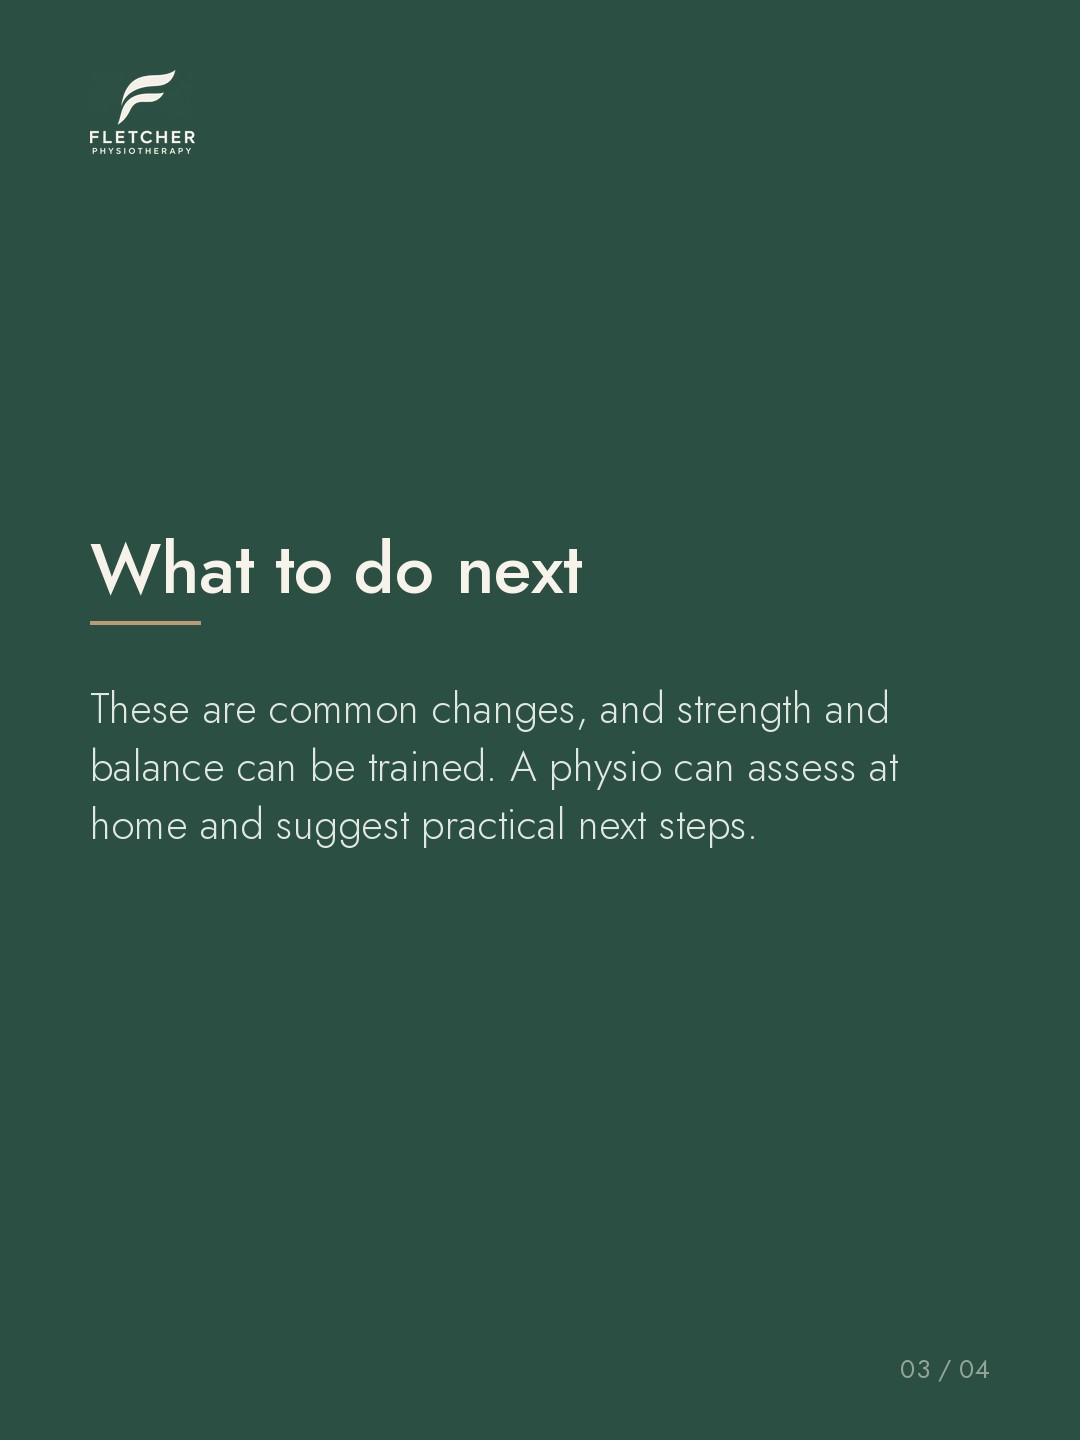 FLETCHER
PHYSIOTHERAPY
What to do next
These are common changes, and strength and
balance can be trained. A physio can assess at
home and suggest practical next steps.
03 / 04